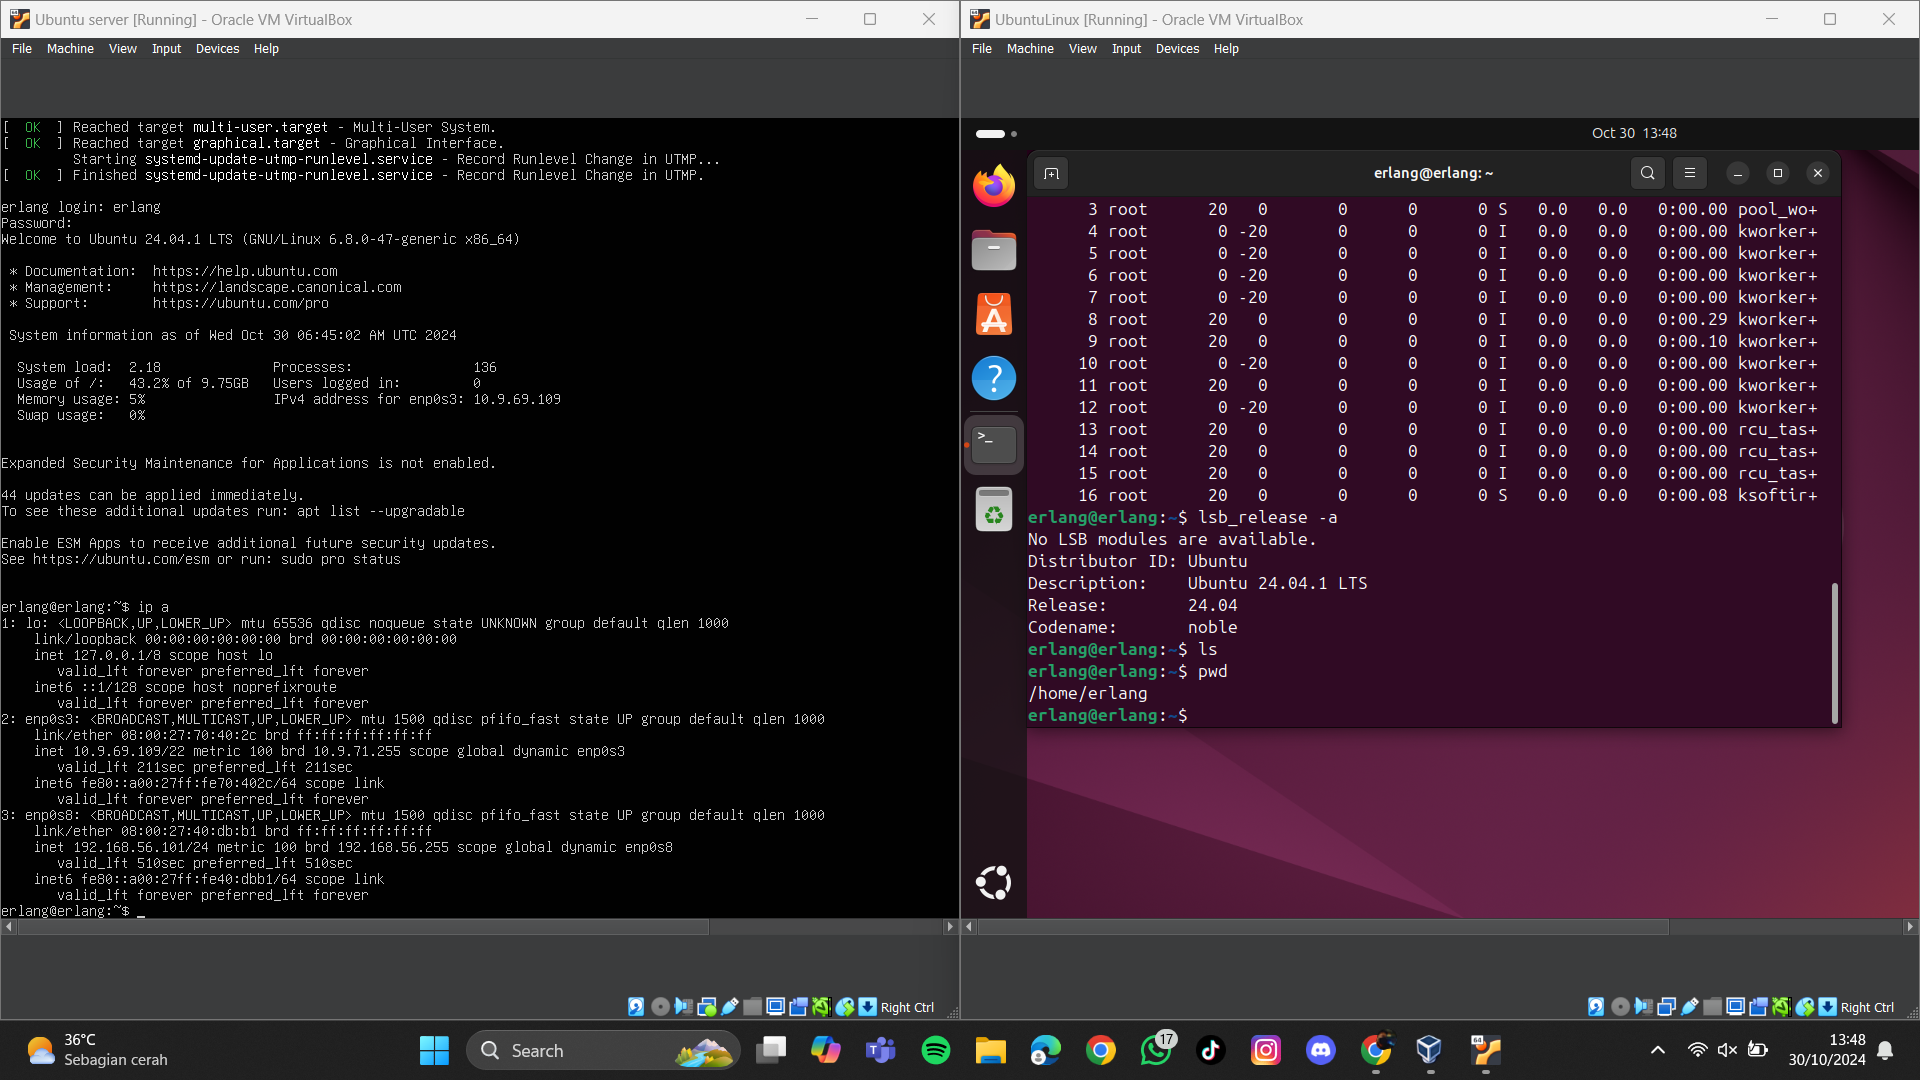 Ubuntu server [Running] - Oracle VM VirtualBox
File Machine View Input Devices Help
[  OK  ] Reached target multi-user.target - Multi-User System.
[  OK  ] Reached target graphical.target - Graphical Interface.
Starting systemd-update-utmp-runlevel.service - Record Runlevel Change in UTMP...
[  OK  ] Finished systemd-update-utmp-runlevel.service - Record Runlevel Change in UTMP.
erlang login: erlang
Password:
Welcome to Ubuntu 24.04.1 LTS (GNU/Linux 6.8.0-47-generic x86_64)
* Documentation:  https://help.ubuntu.com
* Management:     https://landscape.canonical.com
* Support:        https://ubuntu.com/pro
System information as of Wed Oct 30 06:45:02 AM UTC 2024
System load:  2.18              Processes:               136
Usage of /:   43.2% of 9.75GB   Users logged in:         0
Memory usage: 5%                IPv4 address for enp0s3: 10.9.69.109
Swap usage:   0%
Expanded Security Maintenance for Applications is not enabled.
44 updates can be applied immediately.
To see these additional updates run: apt list --upgradable
Enable ESM Apps to receive additional future security updates.
See https://ubuntu.com/esm or run: sudo pro status
erlang@erlang:~$ ip a
1: lo: <LOOPBACK,UP,LOWER_UP> mtu 65536 qdisc noqueue state UNKNOWN group default qlen 1000
link/loopback 00:00:00:00:00:00 brd 00:00:00:00:00:00
inet 127.0.0.1/8 scope host lo
valid_lft forever preferred_lft forever
inet6 ::1/128 scope host noprefixroute
valid_lft forever preferred_lft forever
2: enp0s3: <BROADCAST,MULTICAST,UP,LOWER_UP> mtu 1500 qdisc pfifo_fast state UP group default qlen 1000
link/ether 08:00:27:70:40:2c brd ff:ff:ff:ff:ff:ff
inet 10.9.69.109/22 metric 100 brd 10.9.71.255 scope global dynamic enp0s3
valid_lft 211sec preferred_lft 211sec
inet6 fe80::a00:27ff:fe70:402c/64 scope link
valid_lft forever preferred_lft forever
3: enp0s8: <BROADCAST,MULTICAST,UP,LOWER_UP> mtu 1500 qdisc pfifo_fast state UP group default qlen 1000
link/ether 08:00:27:40:db:b1 brd ff:ff:ff:ff:ff:ff
inet 192.168.56.101/24 metric 100 brd 192.168.56.255 scope global dynamic enp0s8
valid_lft 510sec preferred_lft 510sec
inet6 fe80::a00:27ff:fe40:dbb1/64 scope link
valid_lft forever preferred_lft forever
erlang@erlang:~$ _
Right Ctrl
UbuntuLinux [Running] - Oracle VM VirtualBox
File Machine View Input Devices Help
Oct 30 13:48
erlang@erlang: ~
3 root 20 0 0 0 0 S 0.0 0.0 0:00.00 pool_wo+
4 root 0 -20 0 0 0 I 0.0 0.0 0:00.00 kworker+
5 root 0 -20 0 0 0 I 0.0 0.0 0:00.00 kworker+
6 root 0 -20 0 0 0 I 0.0 0.0 0:00.00 kworker+
7 root 0 -20 0 0 0 I 0.0 0.0 0:00.00 kworker+
8 root 20 0 0 0 0 I 0.0 0.0 0:00.29 kworker+
9 root 20 0 0 0 0 I 0.0 0.0 0:00.10 kworker+
10 root 0 -20 0 0 0 I 0.0 0.0 0:00.00 kworker+
11 root 20 0 0 0 0 I 0.0 0.0 0:00.00 kworker+
12 root 0 -20 0 0 0 I 0.0 0.0 0:00.00 kworker+
13 root 20 0 0 0 0 I 0.0 0.0 0:00.00 rcu_tas+
14 root 20 0 0 0 0 I 0.0 0.0 0:00.00 rcu_tas+
15 root 20 0 0 0 0 I 0.0 0.0 0:00.00 rcu_tas+
16 root 20 0 0 0 0 S 0.0 0.0 0:00.08 ksoftir+
erlang@erlang:~$ lsb_release -a
No LSB modules are available.
Distributor ID: Ubuntu
Description:    Ubuntu 24.04.1 LTS
Release:        24.04
Codename:       noble
erlang@erlang:~$ ls
erlang@erlang:~$ pwd
/home/erlang
erlang@erlang:~$
Right Ctrl
36°C
Sebagian cerah
Search
17
13:48
30/10/2024